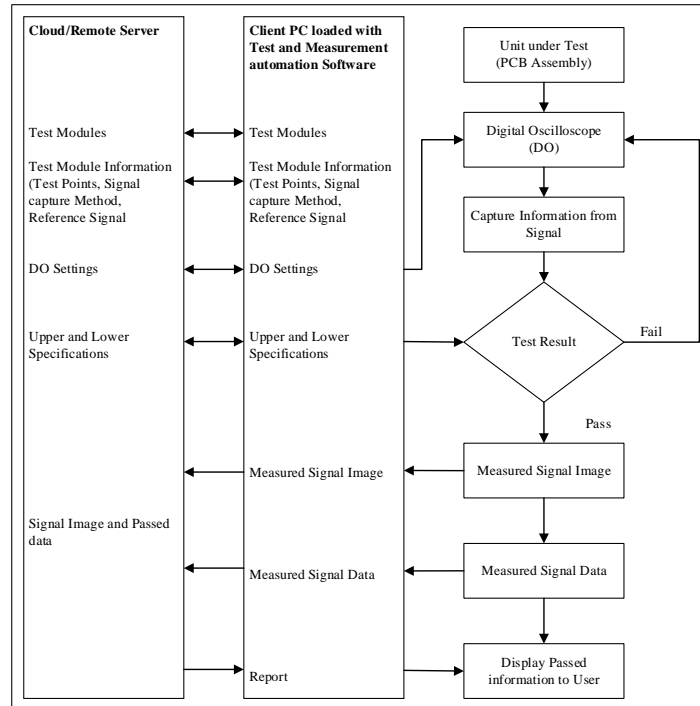 Cloud/Remote Server
Test Modules
Test Module Information
(Test Points, Signal
capture Method,
Reference Signal
DO Settings
Upper and Lower
Specifications
Signal Image and Passed
data
Client PC loaded with
Test and Measurement
automation Software
Test Modules
Test Module Information
(Test Points, Signal
capture Method,
Reference Signal
DO Settings
Upper and Lower
Specifications
Measured Signal Image
Measured Signal Data
Report
Unit under Test
(PCB Assembly)
Digital Oscilloscope
(DO)
Capture Information from
Signal
Test Result
Fail
Pass
Measured Signal Image
Measured Signal Data
Display Passed
information to User